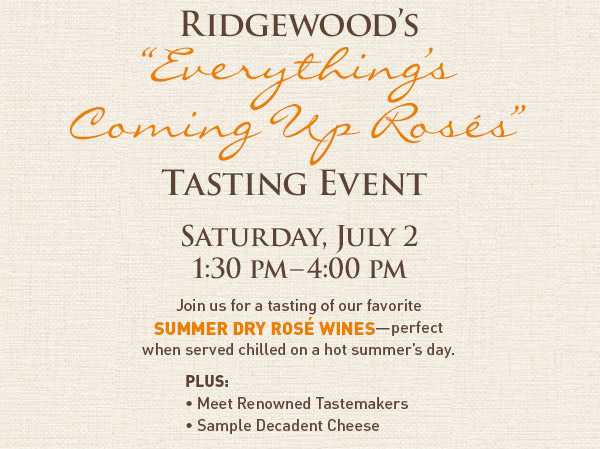 RIDGEWOOD'S
“Everything's
Coming Up Rosés”
TASTING EVENT
SATURDAY, JULY 2
1:30 PM–4:00 PM
Join us for a tasting of our favorite
SUMMER DRY ROSÉ WINES—perfect
when served chilled on a hot summer's day.
PLUS:
• Meet Renowned Tastemakers
• Sample Decadent Cheese